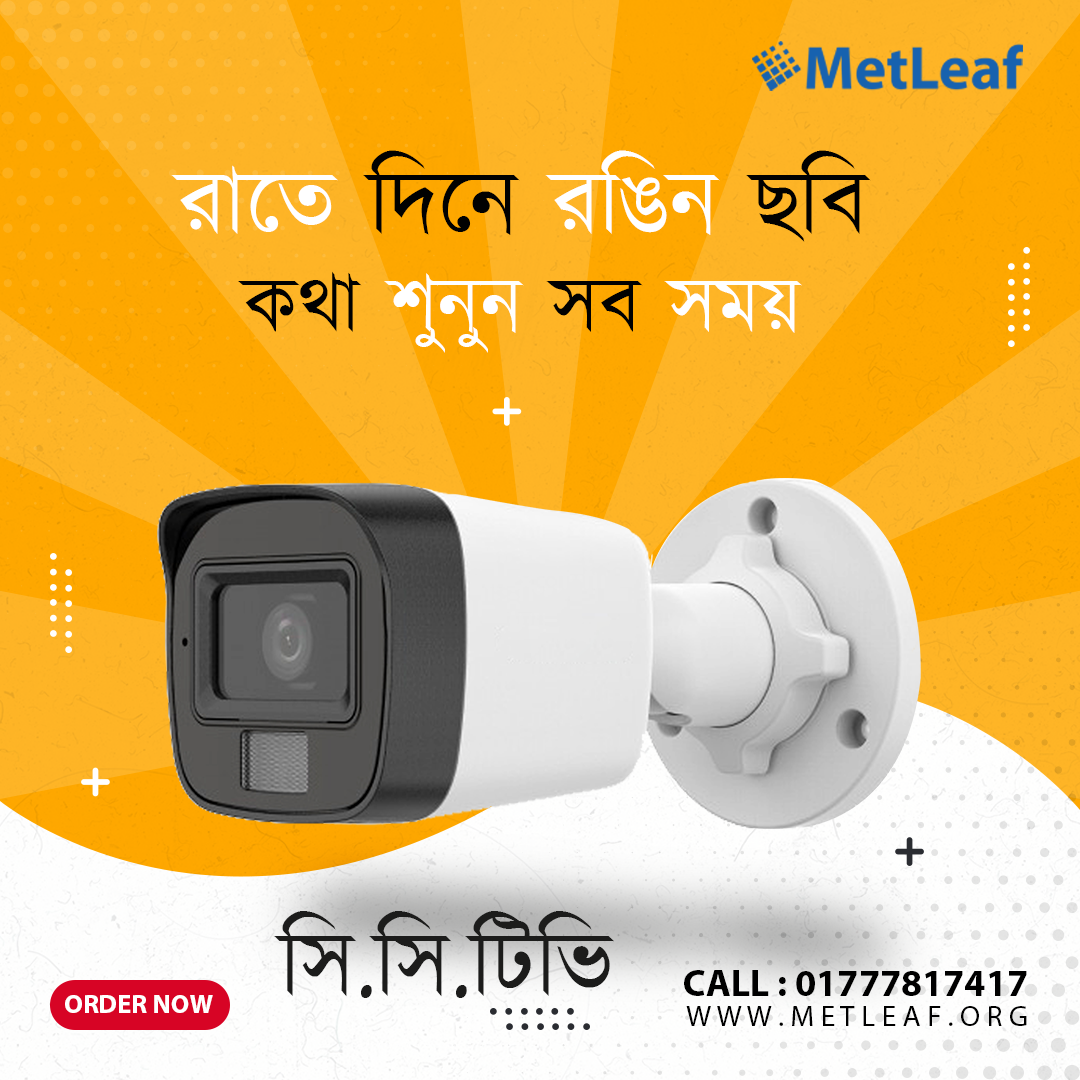 MetLeaf
রাতে দিনে রঙিন ছবি
কথা শুনুন সব সময়
সি.সি.টিভি
ORDER NOW
CALL : 01777817417
WWW.METLEAF.ORG